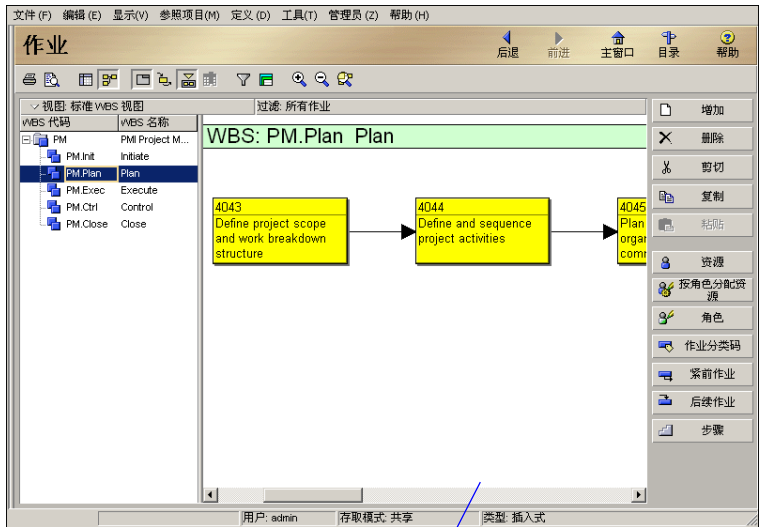 文件(F) 编辑(E) 显示(V) 参照项目(M) 定义(D) 工具(T) 管理员(Z) 帮助(H)
作业
后退 前进 主窗口 目录 帮助
视图: 标准 WBS 视图 过滤: 所有作业
WBS 代码 WBS 名称
PM PMI Project M...
PM.Init Initiate
PM.Plan Plan
PM.Exec Execute
PM.Ctrl Control
PM.Close Close
WBS: PM.Plan Plan
4043
Define project scope
and work breakdown
structure
4044
Define and sequence
project activities
4045
Plan
organ
comm
增加
删除
剪切
复制
粘贴
资源
按角色分配资
源
角色
作业分类码
紧前作业
后续作业
步骤
用户: admin 存取模式: 共享 类型: 插入式